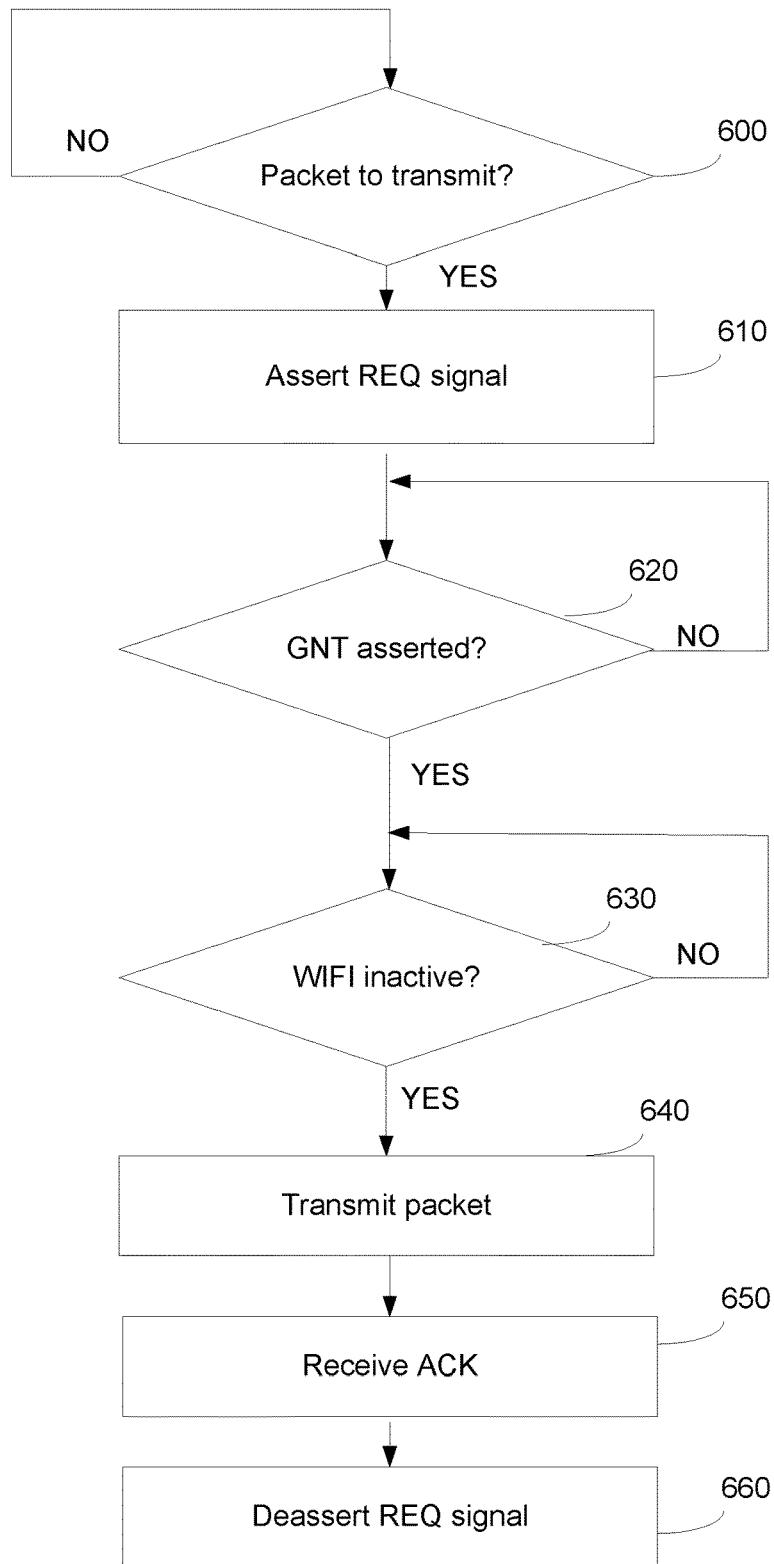 NO
Packet to transmit?
600
YES
Assert REQ signal
610
620
GNT asserted?
NO
YES
630
WIFI inactive?
NO
YES
640
Transmit packet
650
Receive ACK
660
Deassert REQ signal